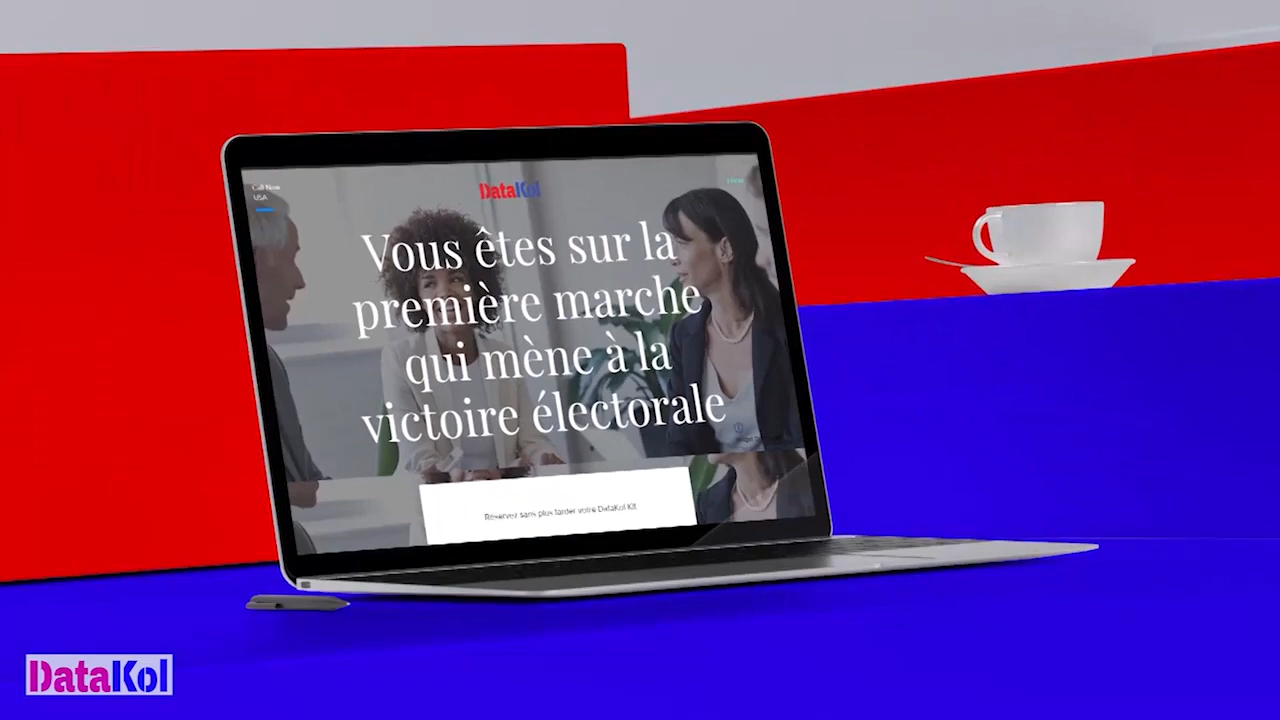 Call Now
USA
DataKol
Vous êtes sur la
première marche
qui mène à la
victoire électorale
Réservez sans plus tarder votre DataKol Kit
DataKol